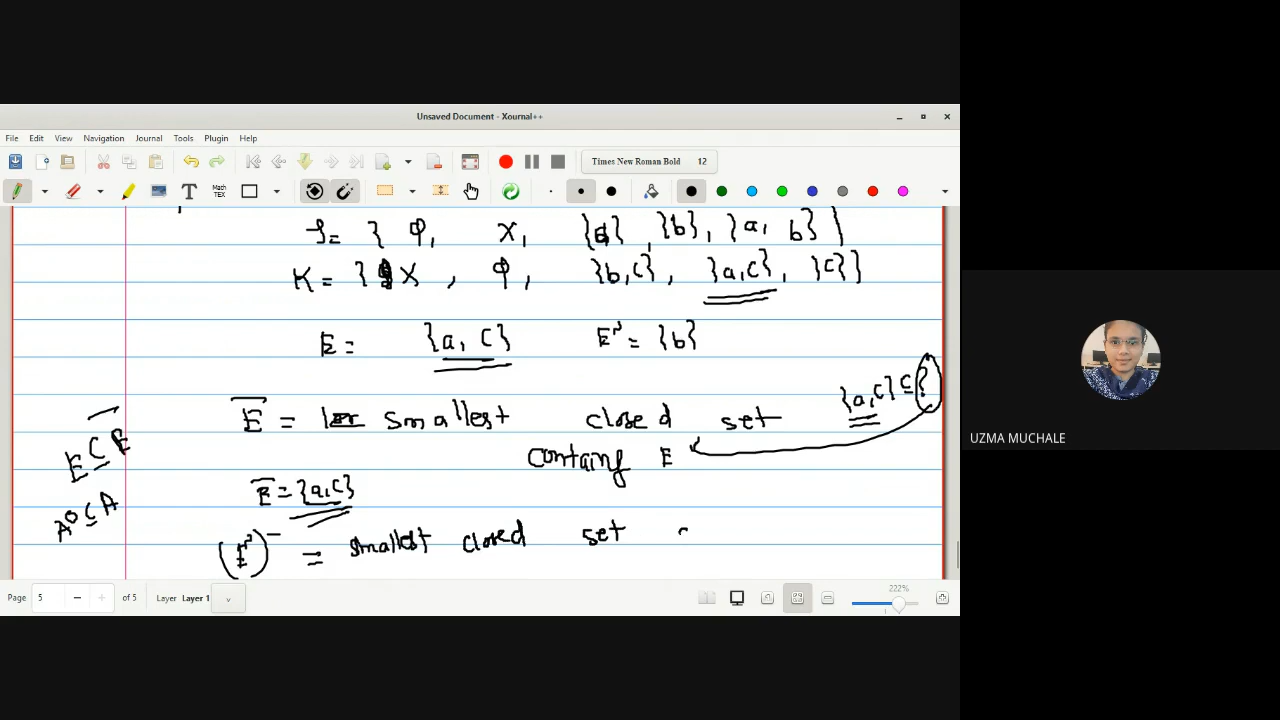 Unsaved Document - Xournal++
File Edit View Navigation Journal Tools Plugin Help
Times New Roman Bold 12
= { φ, X, {a}, {b}, {a, b} }
K = { X, φ, {b,c}, {a,c}, {c} }
E = {a, c} E' = {b}
{a,c} ⊆ ?
Ē = smallest closed set
containg E
E ⊆ Ē
Ē = {a,c}
A° ⊆ A
(E')⁻ = smallest closed set
UZMA MUCHALE
Page 5 of 5 Layer Layer 1 222%